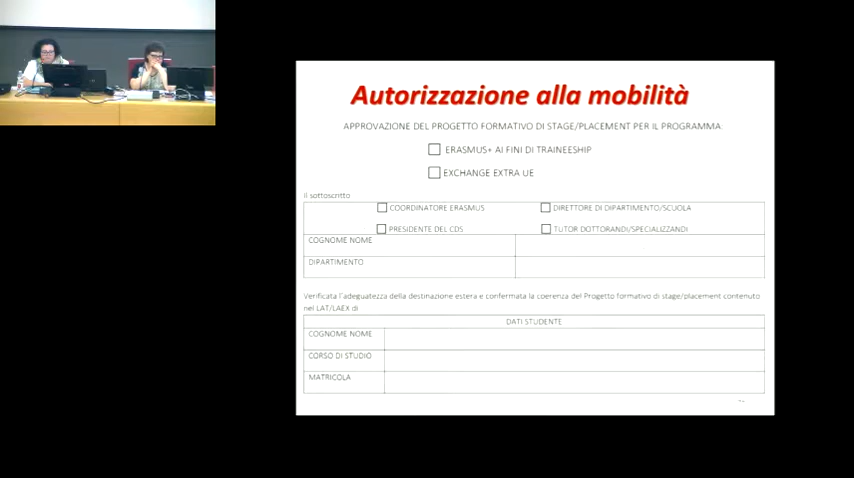 Autorizzazione alla mobilità
APPROVAZIONE DEL PROGETTO FORMATIVO DI STAGE/PLACEMENT PER IL PROGRAMMA:
ERASMUS+ AI FINI DI TRAINEESHIP
EXCHANGE EXTRA UE
Il sottoscritto
COORDINATORE ERASMUS DIRETTORE DI DIPARTIMENTO/SCUOLA
PRESIDENTE DEL CDS TUTOR DOTTORANDI/SPECIALIZZANDI
COGNOME NOME
DIPARTIMENTO
Verificata l'adeguatezza della destinazione estera e confermata la coerenza del Progetto formativo di stage/placement contenuto
nel LAT/LAEX di
DATI STUDENTE
COGNOME NOME
CORSO DI STUDIO
MATRICOLA